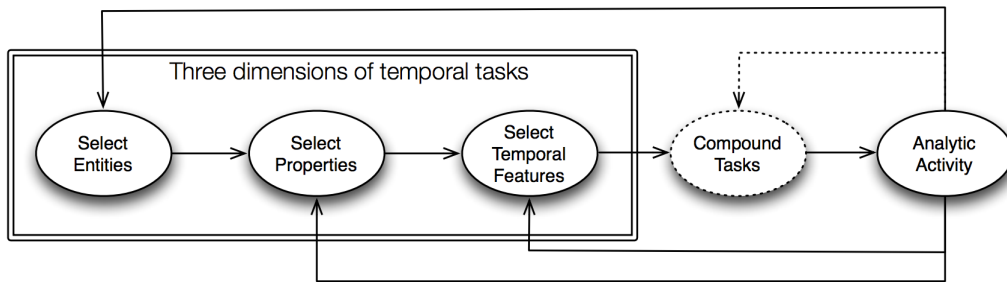 Three dimensions of temporal tasks
Select
Entities
Select
Properties
Select
Temporal
Features
Compound
Tasks
Analytic
Activity